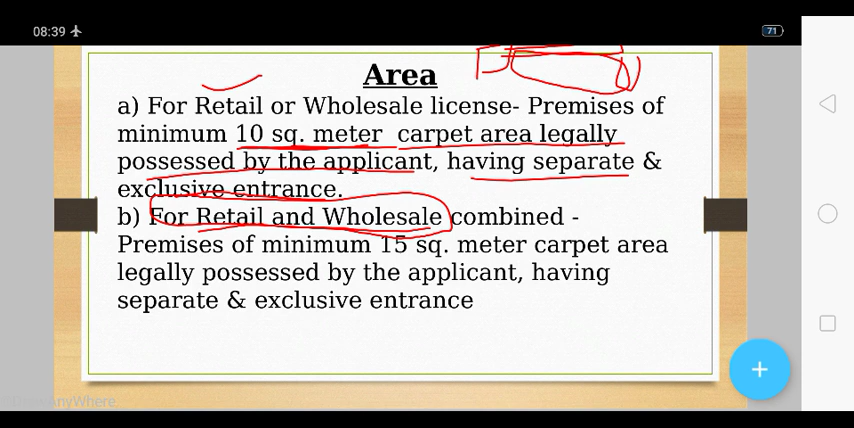 08:39
71
Area
a) For Retail or Wholesale license- Premises of
minimum 10 sq. meter carpet area legally
possessed by the applicant, having separate &
exclusive entrance.
b) For Retail and Wholesale combined -
Premises of minimum 15 sq. meter carpet area
legally possessed by the applicant, having
separate & exclusive entrance
AnyWhere